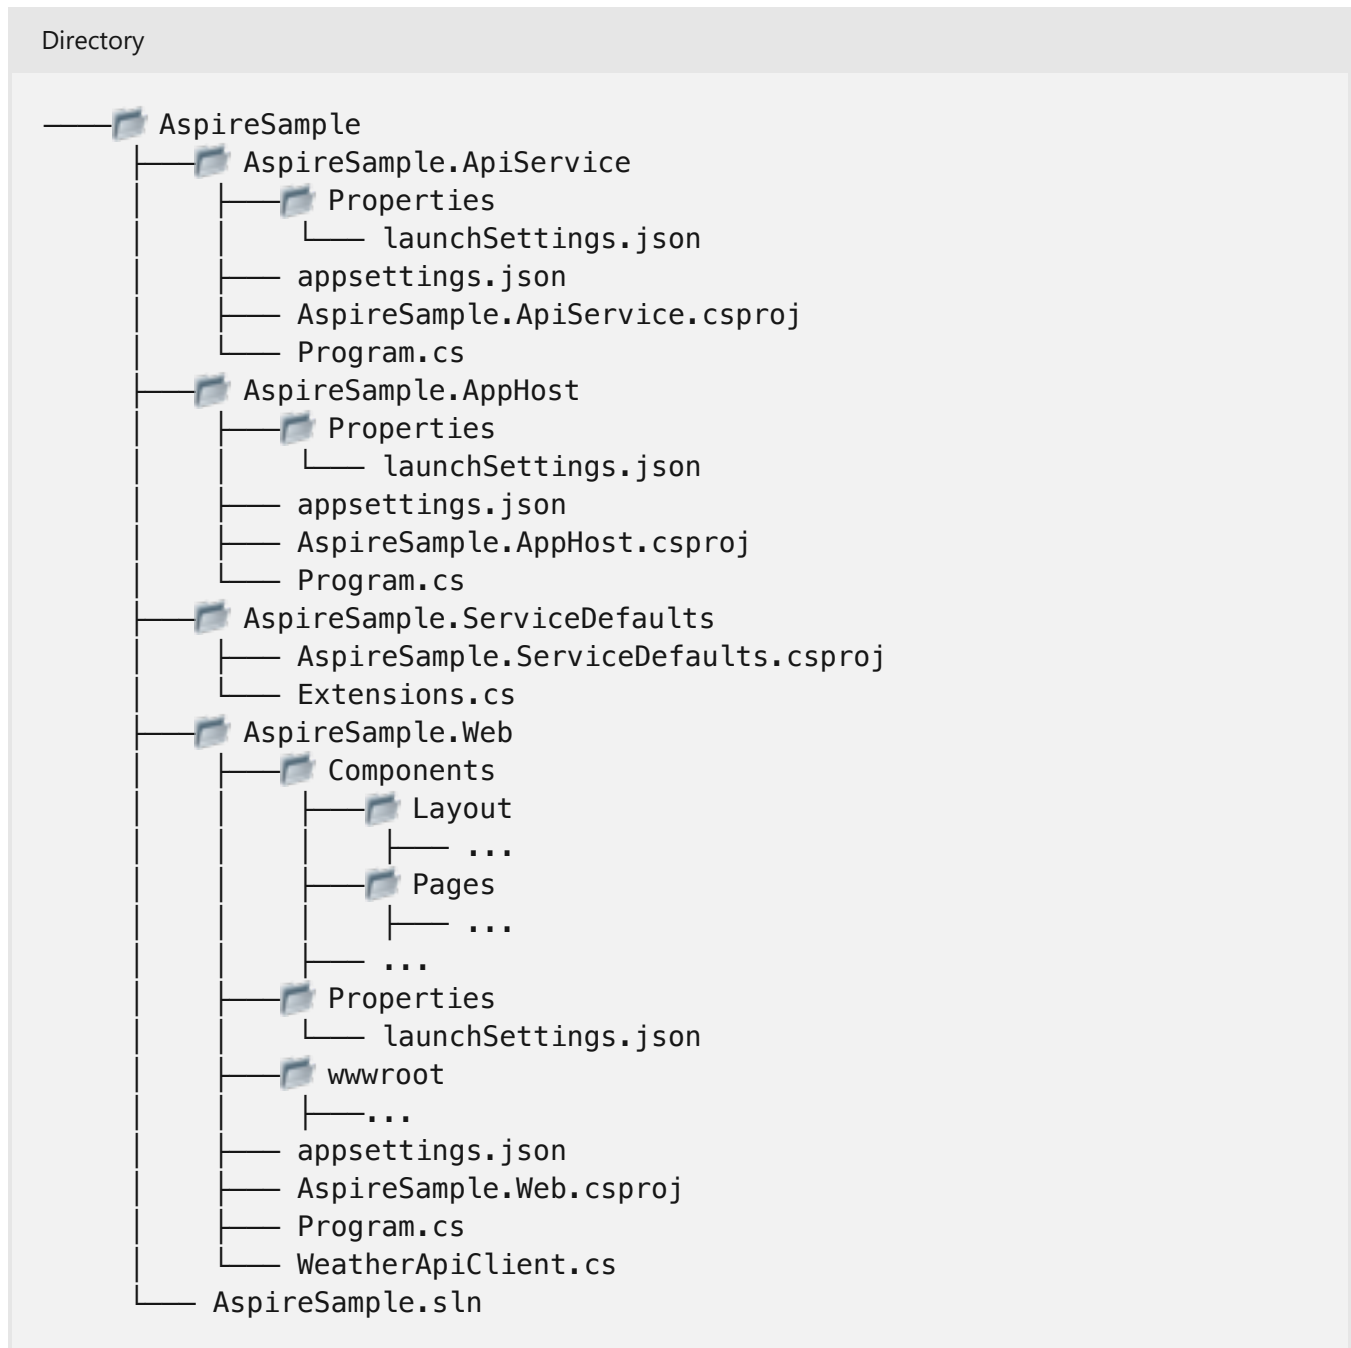 Directory
AspireSample
AspireSample.ApiService
Properties
launchSettings.json
appsettings.json
AspireSample.ApiService.csproj
Program.cs
AspireSample.AppHost
Properties
launchSettings.json
appsettings.json
AspireSample.AppHost.csproj
Program.cs
AspireSample.ServiceDefaults
AspireSample.ServiceDefaults.csproj
Extensions.cs
AspireSample.Web
Components
Layout
...
Pages
...
...
Properties
launchSettings.json
wwwroot
...
appsettings.json
AspireSample.Web.csproj
Program.cs
WeatherApiClient.cs
AspireSample.sln